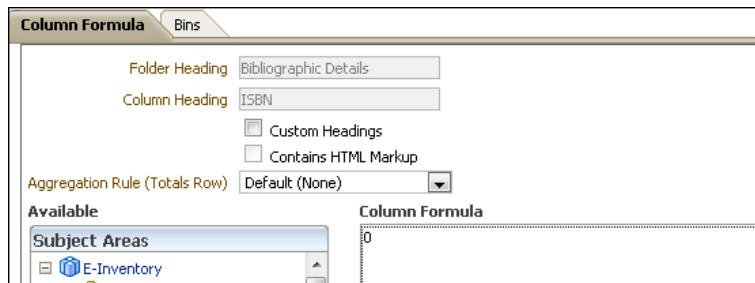 Column Formula Bins
Folder Heading Bibliographic Details
Column Heading ISBN
Custom Headings
Contains HTML Markup
Aggregation Rule (Totals Row) Default (None)
Available Column Formula
Subject Areas 0
E-Inventory